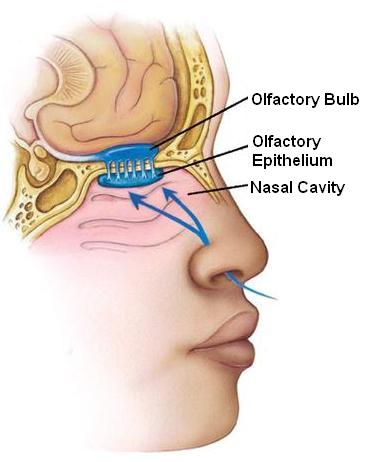 Olfactory Bulb
Olfactory
Epithelium
Nasal Cavity